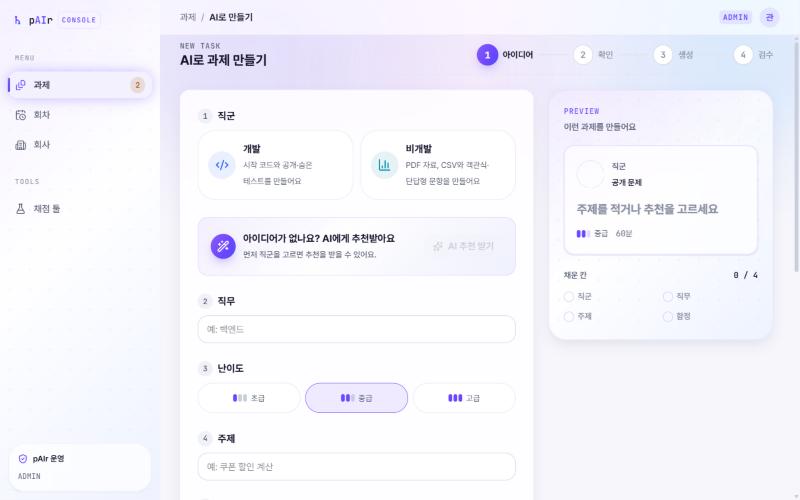 pAIr CONSOLE
MENU
과제 2
회차
회사
TOOLS
채점 툴
pAIr 운영
ADMIN
과제 / AI로 만들기
ADMIN 관
NEW TASK
AI로 과제 만들기
1 아이디어
2 확인
3 생성
4 검수
1 직군
개발
시작 코드와 공개·숨은
테스트를 만들어요
비개발
PDF 자료, CSV와 객관식·
단답형 문항을 만들어요
아이디어가 없나요? AI에게 추천받아요
먼저 직군을 고르면 추천을 받을 수 있어요.
AI 추천 받기
2 직무
예: 백엔드
3 난이도
초급
중급
고급
4 주제
예: 쿠폰 할인 계산
PREVIEW
이런 과제를 만들어요
직군
공개 문제
주제를 적거나 추천을 고르세요
중급 60분
채운 칸 0 / 4
직군
직무
주제
함정